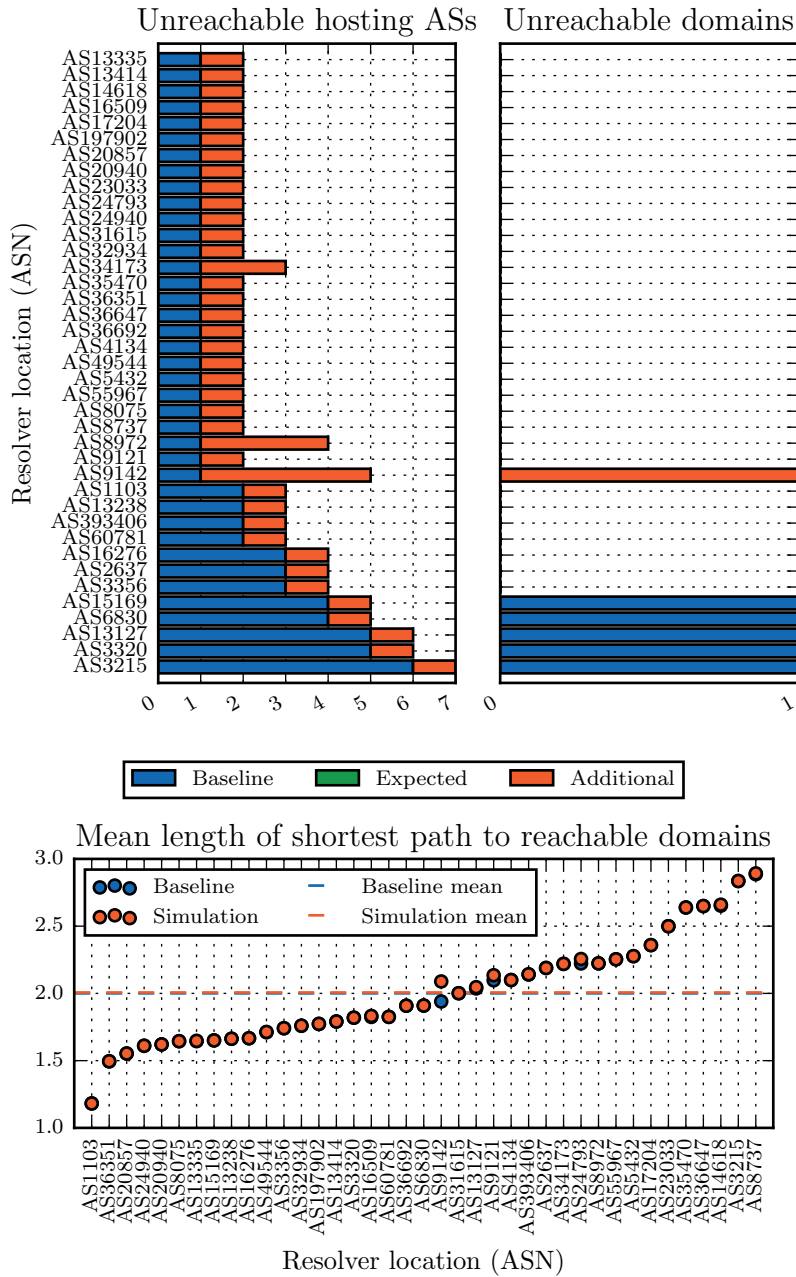 Unreachable hosting ASs
Unreachable domains
Resolver location (ASN)
AS13335
AS13414
AS14618
AS16509
AS17204
AS197902
AS20857
AS20940
AS23033
AS24793
AS24940
AS31615
AS32934
AS34173
AS35470
AS36351
AS36647
AS36692
AS4134
AS49544
AS5432
AS55967
AS8075
AS8737
AS8972
AS9121
AS9142
AS1103
AS13238
AS393406
AS60781
AS16276
AS2637
AS3356
AS15169
AS6830
AS13127
AS3320
AS3215
0 1 2 3 4 5 6 7
0 1
Baseline Expected Additional
Mean length of shortest path to reachable domains
3.0
2.5
2.0
1.5
1.0
Baseline Baseline mean
Simulation Simulation mean
AS1103
AS36351
AS20857
AS24940
AS20940
AS8075
AS13335
AS15169
AS13238
AS16276
AS49544
AS3356
AS32934
AS197902
AS13414
AS3320
AS16509
AS60781
AS36692
AS6830
AS9142
AS31615
AS13127
AS9121
AS4134
AS393406
AS2637
AS34173
AS24793
AS8972
AS55967
AS5432
AS17204
AS23033
AS35470
AS36647
AS14618
AS3215
AS8737
Resolver location (ASN)